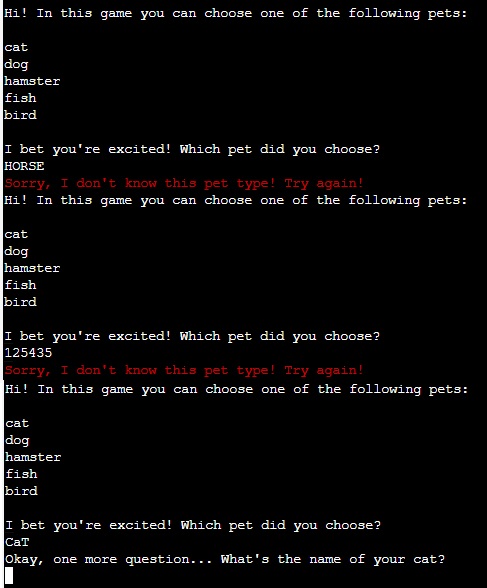 Hi! In this game you can choose one of the following pets:
cat
dog
hamster
fish
bird
I bet you're excited! Which pet did you choose?
HORSE
Sorry, I don't know this pet type! Try again!
Hi! In this game you can choose one of the following pets:
cat
dog
hamster
fish
bird
I bet you're excited! Which pet did you choose?
125435
Sorry, I don't know this pet type! Try again!
Hi! In this game you can choose one of the following pets:
cat
dog
hamster
fish
bird
I bet you're excited! Which pet did you choose?
CaT
Okay, one more question... What's the name of your cat?